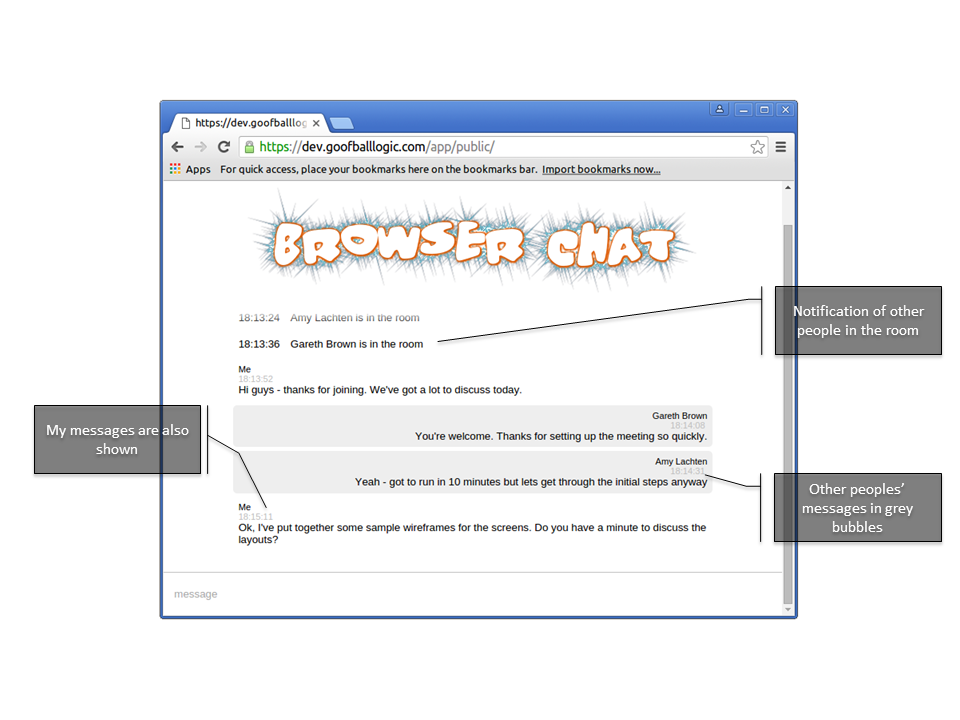 https://dev.goofballlog
https://dev.goofballlogic.com/app/public/
Apps For quick access, place your bookmarks here on the bookmarks bar. Import bookmarks now...
BROWSER CHAT
18:13:24 Amy Lachten is in the room
18:13:36 Gareth Brown is in the room
Me
18:13:52
Hi guys - thanks for joining. We've got a lot to discuss today.
Gareth Brown
18:14:08
You're welcome. Thanks for setting up the meeting so quickly.
Amy Lachten
18:14:31
Yeah - got to run in 10 minutes but lets get through the initial steps anyway
Me
18:15:11
Ok, I've put together some sample wireframes for the screens. Do you have a minute to discuss the
layouts?
message
Notification of other
people in the room
My messages are also
shown
Other peoples’
messages in grey
bubbles